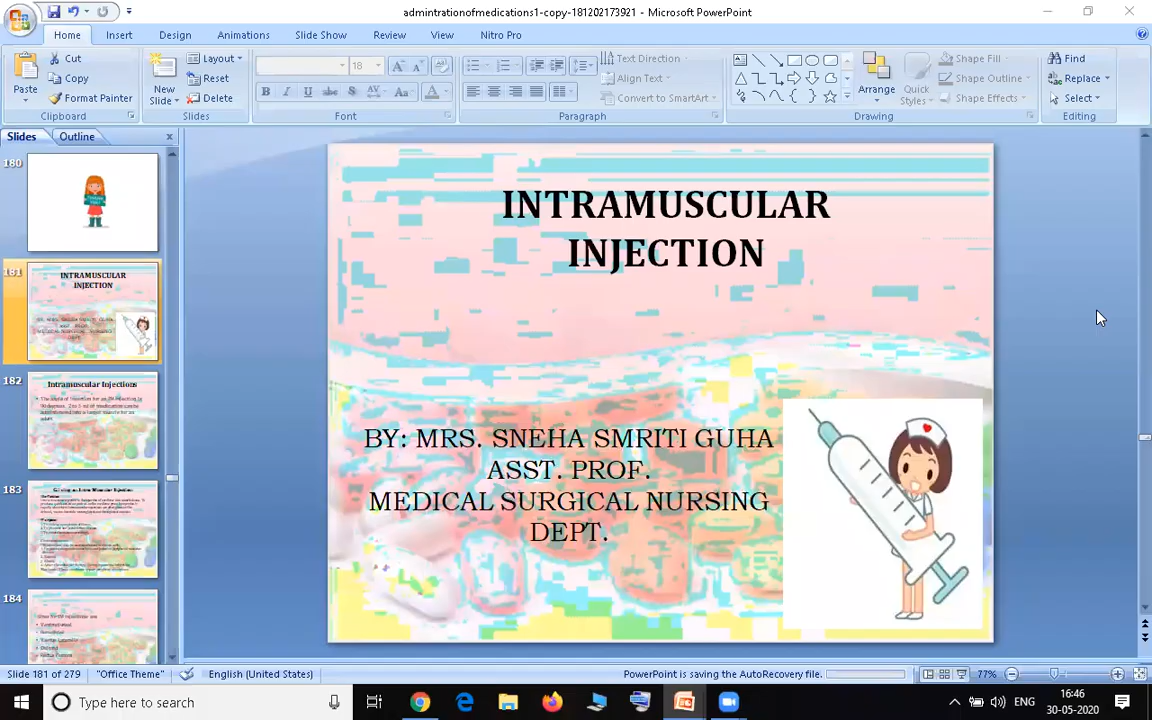 admintrationofmedications1-copy-181202173921 - Microsoft PowerPoint
Home Insert Design Animations Slide Show Review View Nitro Pro
Paste
Cut
Copy
Format Painter
Clipboard
New Slide
Layout
Reset
Delete
Slides
18
B I U abe S AV Aa A
Font
Text Direction
Align Text
Convert to SmartArt
Paragraph
Arrange
Quick Styles
Shape Fill
Shape Outline
Shape Effects
Drawing
Find
Replace
Select
Editing
Slides Outline
180
181
INTRAMUSCULAR
INJECTION
182
Intramuscular Injections
183
184
INTRAMUSCULAR
INJECTION
BY: MRS. SNEHA SMRITI GUHA
ASST. PROF.
MEDICAL SURGICAL NURSING
DEPT.
Slide 181 of 279 "Office Theme" English (United States) PowerPoint is saving the AutoRecovery file. 77%
Type here to search
ENG
16:46
30-05-2020